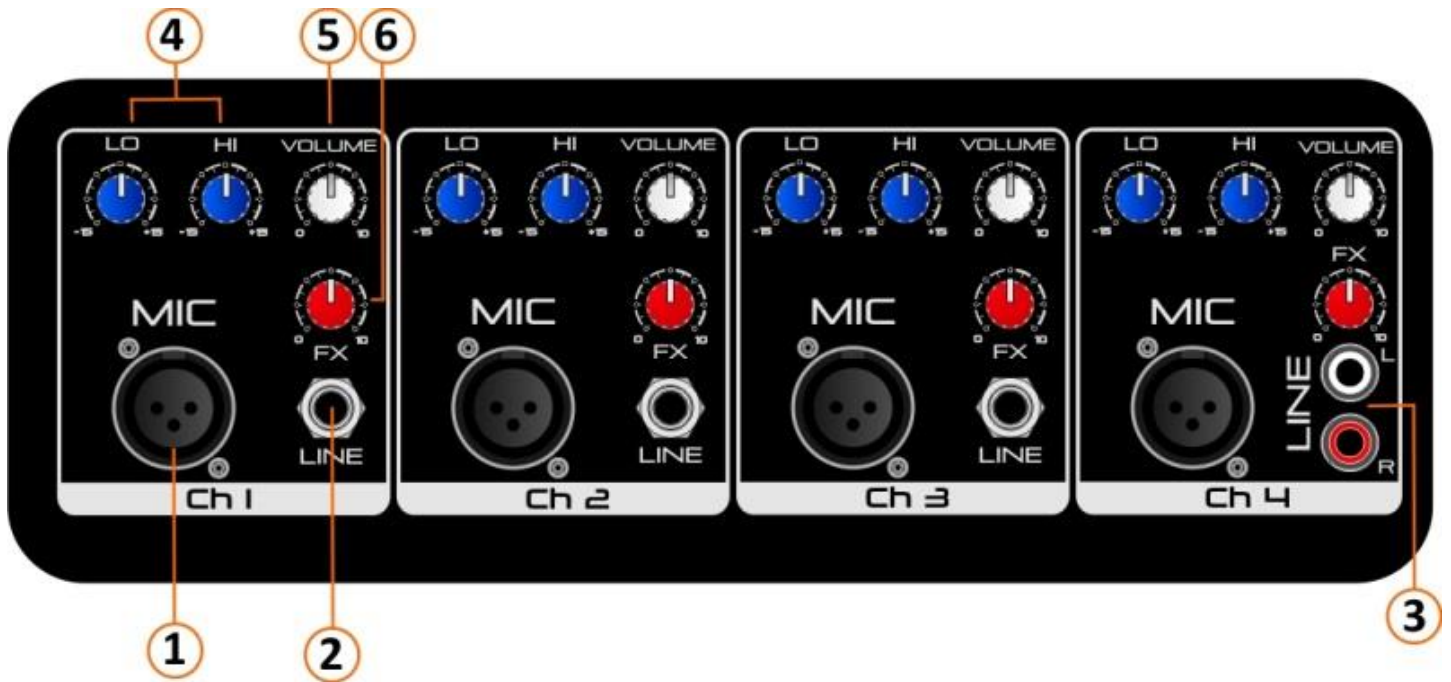 4 5 6
LO HI VOLUME LO HI VOLUME LO HI VOLUME LO HI VOLUME
-15 +15 -15 +15 0 10 -15 +15 -15 +15 0 10 -15 +15 -15 +15 0 10 -15 +15 -15 +15 0 10
FX
MIC MIC MIC MIC
0 10 0 10 0 10 0 10
FX FX FX
L
LINE
LINE LINE LINE
R
Ch 1 Ch 2 Ch 3 Ch 4
3
1 2